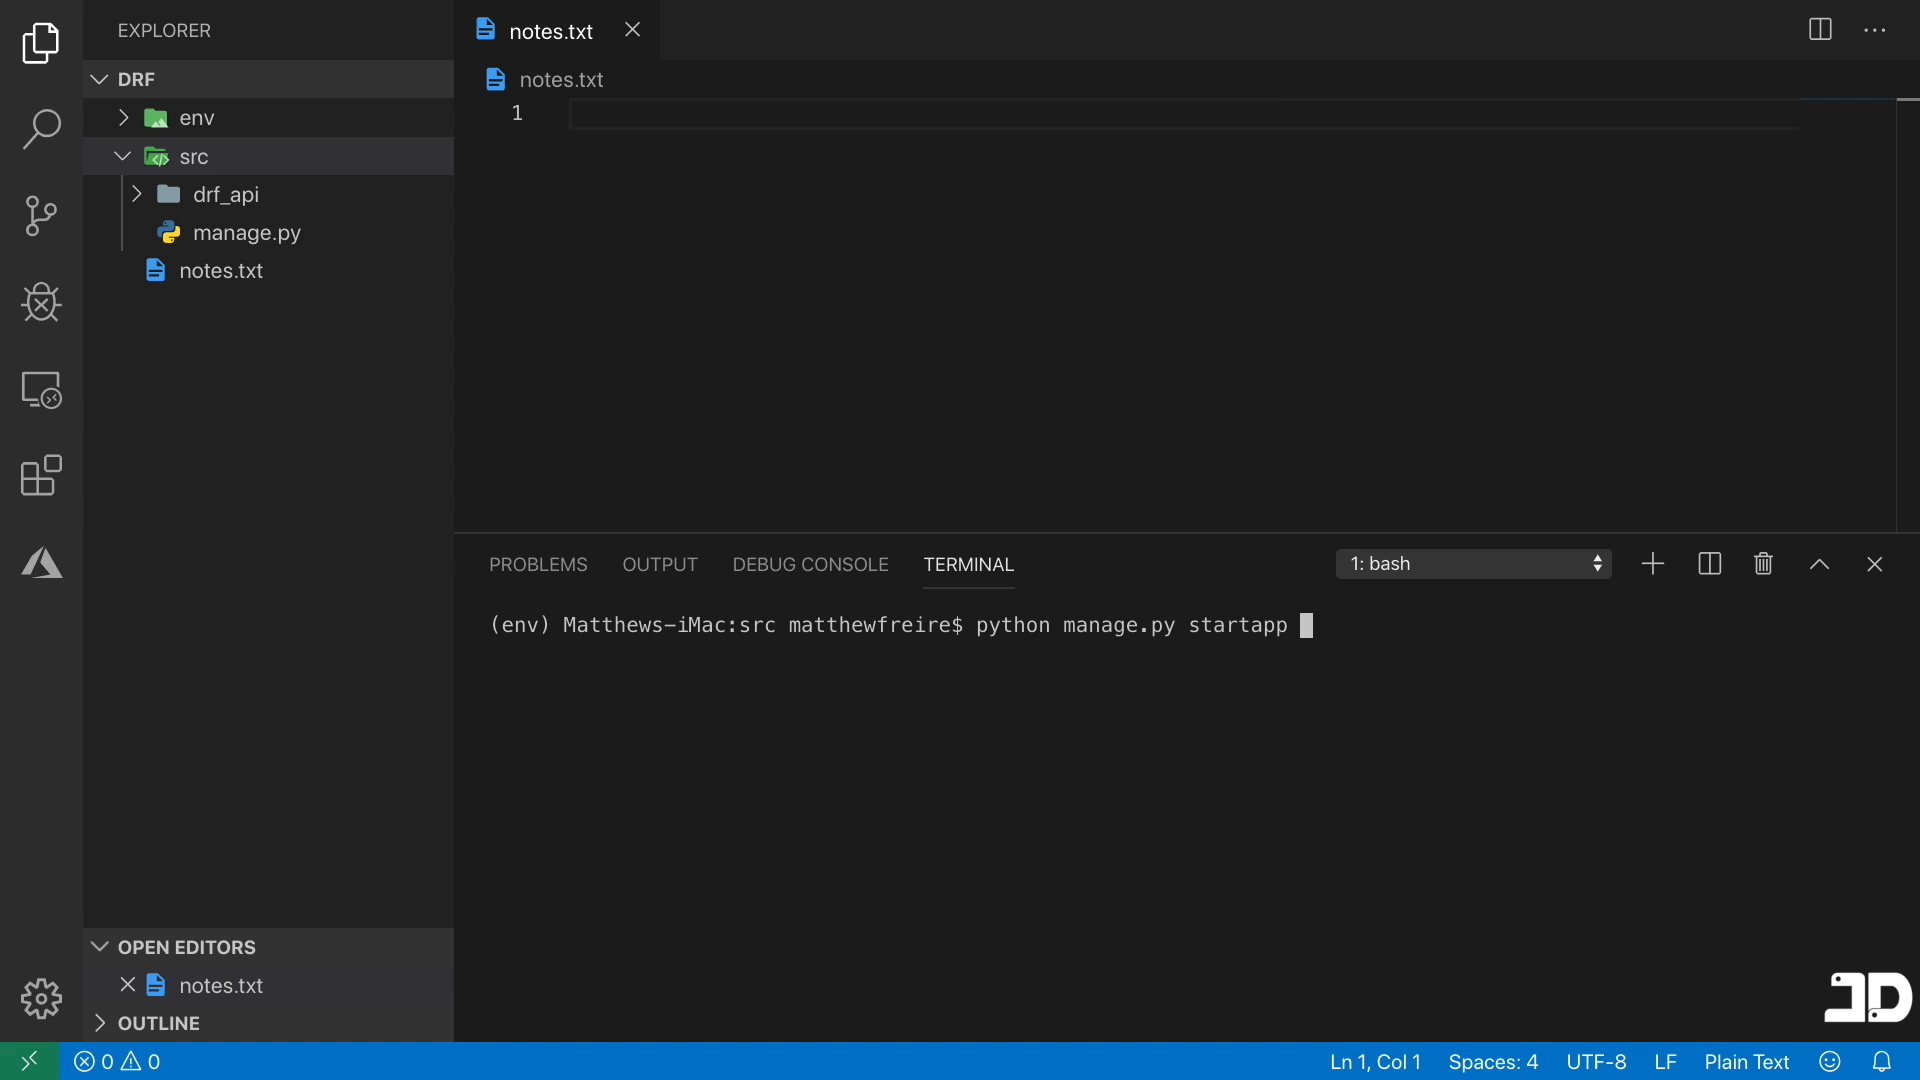 EXPLORER
DRF
env
src
drf_api
manage.py
notes.txt
notes.txt
notes.txt
1
PROBLEMS OUTPUT DEBUG CONSOLE TERMINAL 1: bash
(env) Matthews-iMac:src matthewfreire$ python manage.py startapp
OPEN EDITORS
notes.txt
OUTLINE
JD
0 0 Ln 1, Col 1 Spaces: 4 UTF-8 LF Plain Text